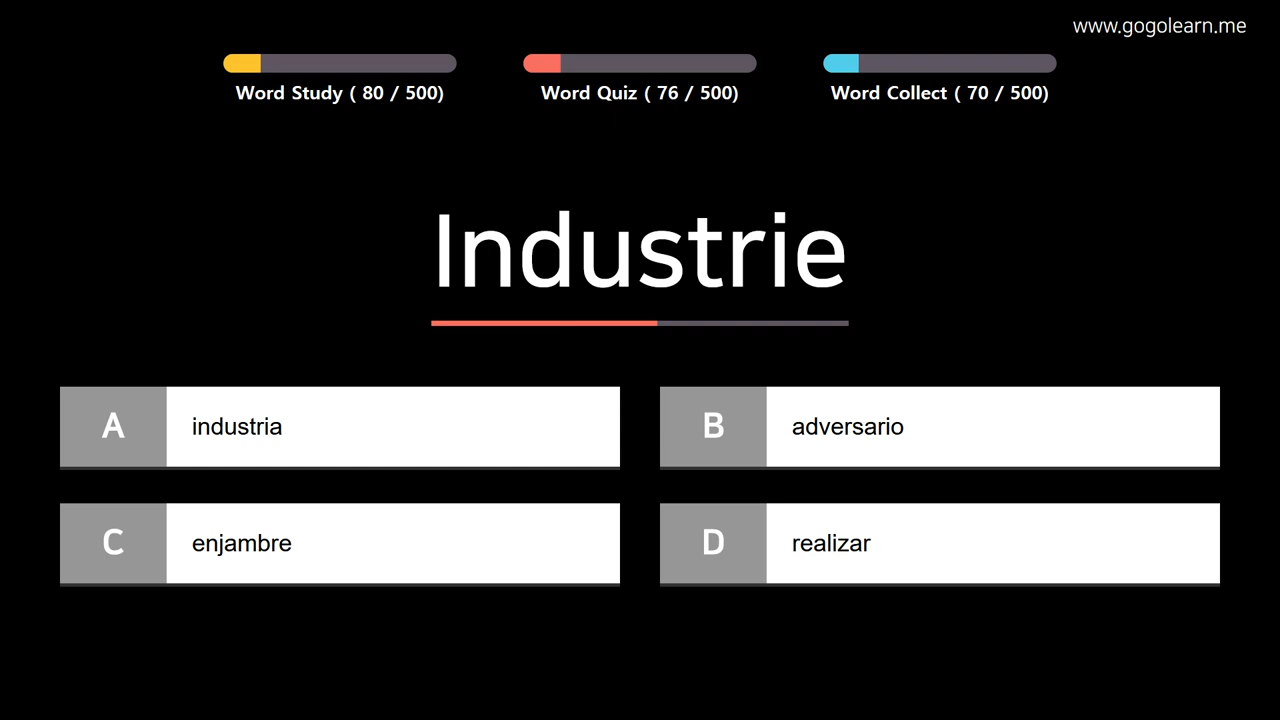 www.gogolearn.me
Word Study ( 80 / 500)
Word Quiz ( 76 / 500)
Word Collect ( 70 / 500)
Industrie
A industria
B adversario
C enjambre
D realizar